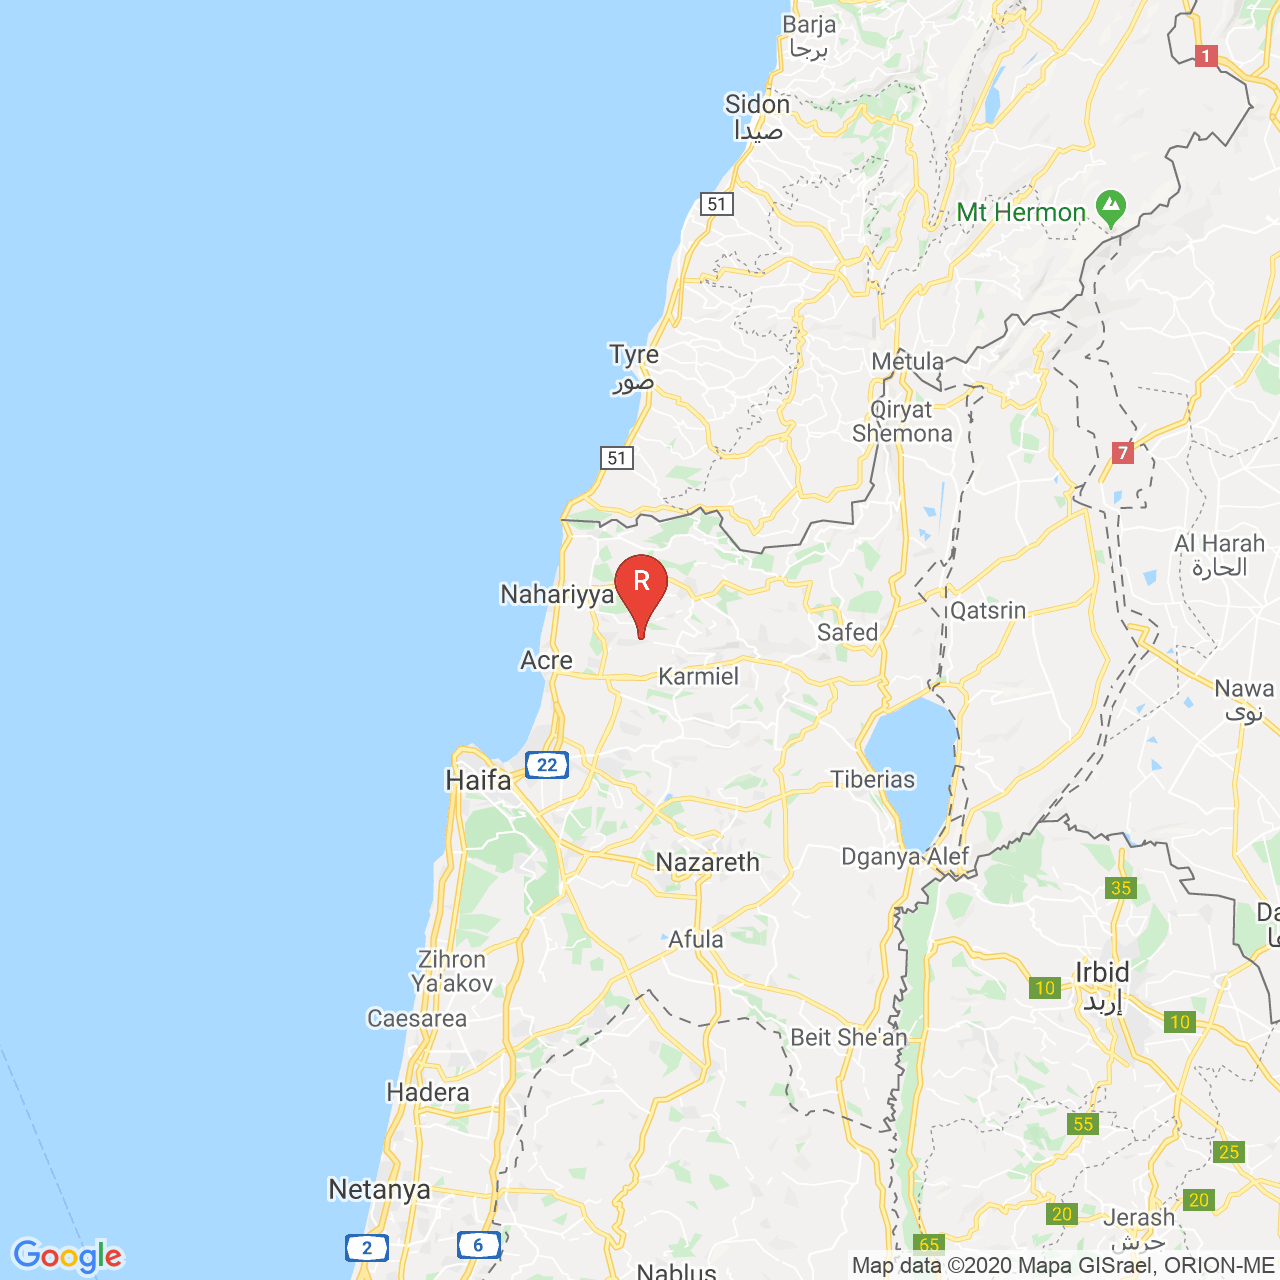 Barja
برجا
1
Sidon
صيدا
51
Mt Hermon
Tyre
صور
Metula
Qiryat
Shemona
51
7
Al Harah
الحارة
R
Nahariyya
Qatsrin
Safed
Acre
Karmiel
Nawa
نوى
22
Haifa
Tiberias
Dganya Alef
Nazareth
35
Da
Afula
Zihron
Ya'akov
Irbid
إربد
10
Caesarea
10
Beit She'an
Hadera
55
25
Netanya
20
20
Jerash
جرش
2
6
65
Google
Nablus
Map data ©2020 Mapa GISrael, ORION-ME